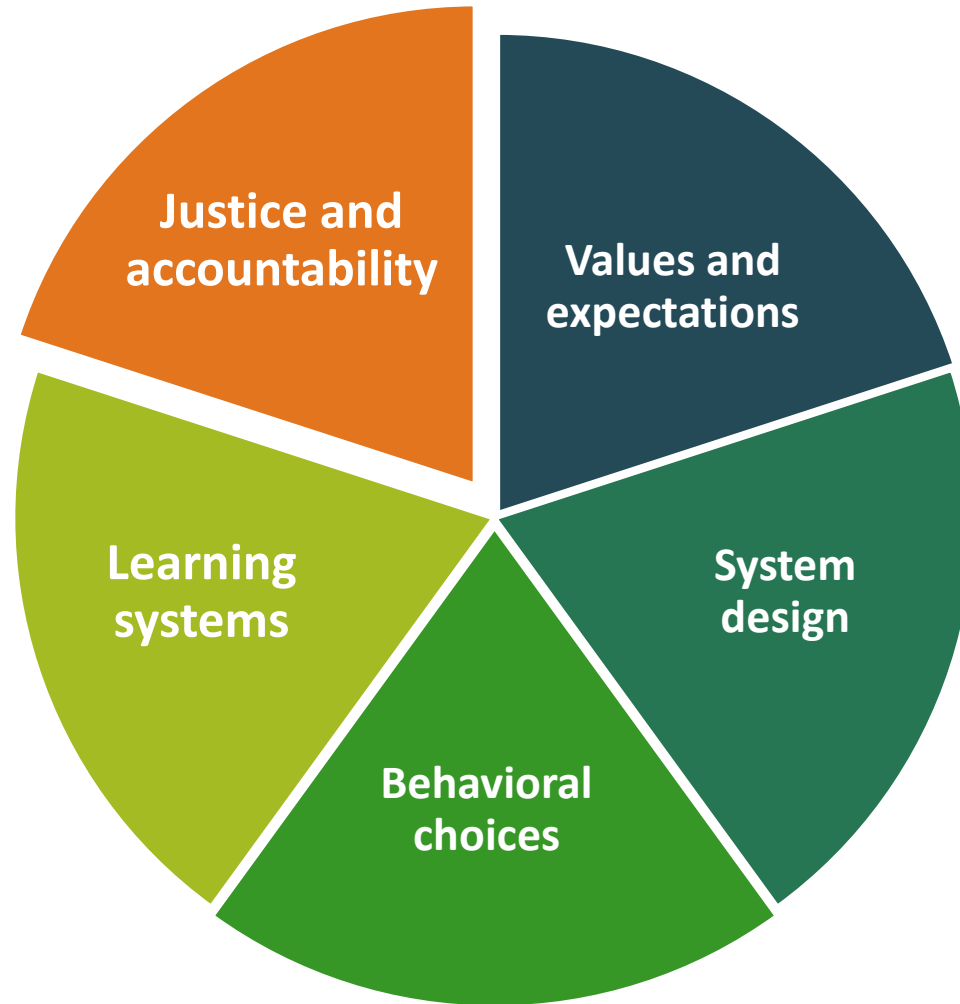 Justice and
accountability
Values and
expectations
System
design
Behavioral
choices
Learning
systems